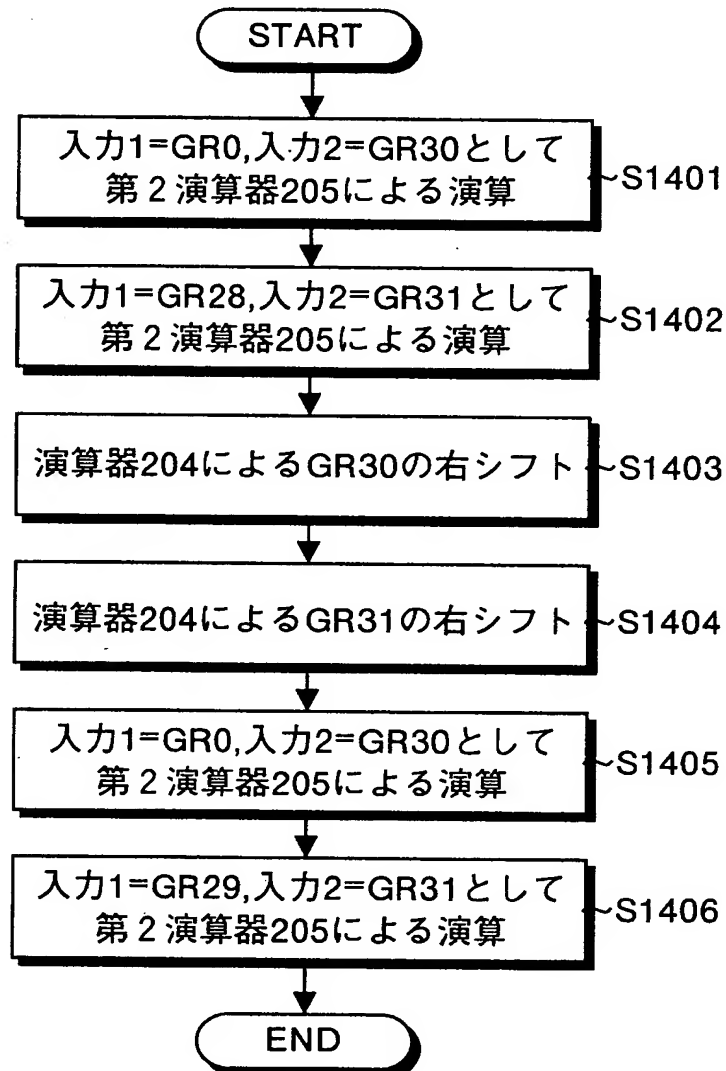 START
入力1=GR0,入力2=GR30として
第2演算器205による演算
~S1401
入力1=GR28,入力2=GR31として
第2演算器205による演算
~S1402
演算器204によるGR30の右シフト
~S1403
演算器204によるGR31の右シフト
~S1404
入力1=GR0,入力2=GR30として
第2演算器205による演算
~S1405
入力1=GR29,入力2=GR31として
第2演算器205による演算
~S1406
END